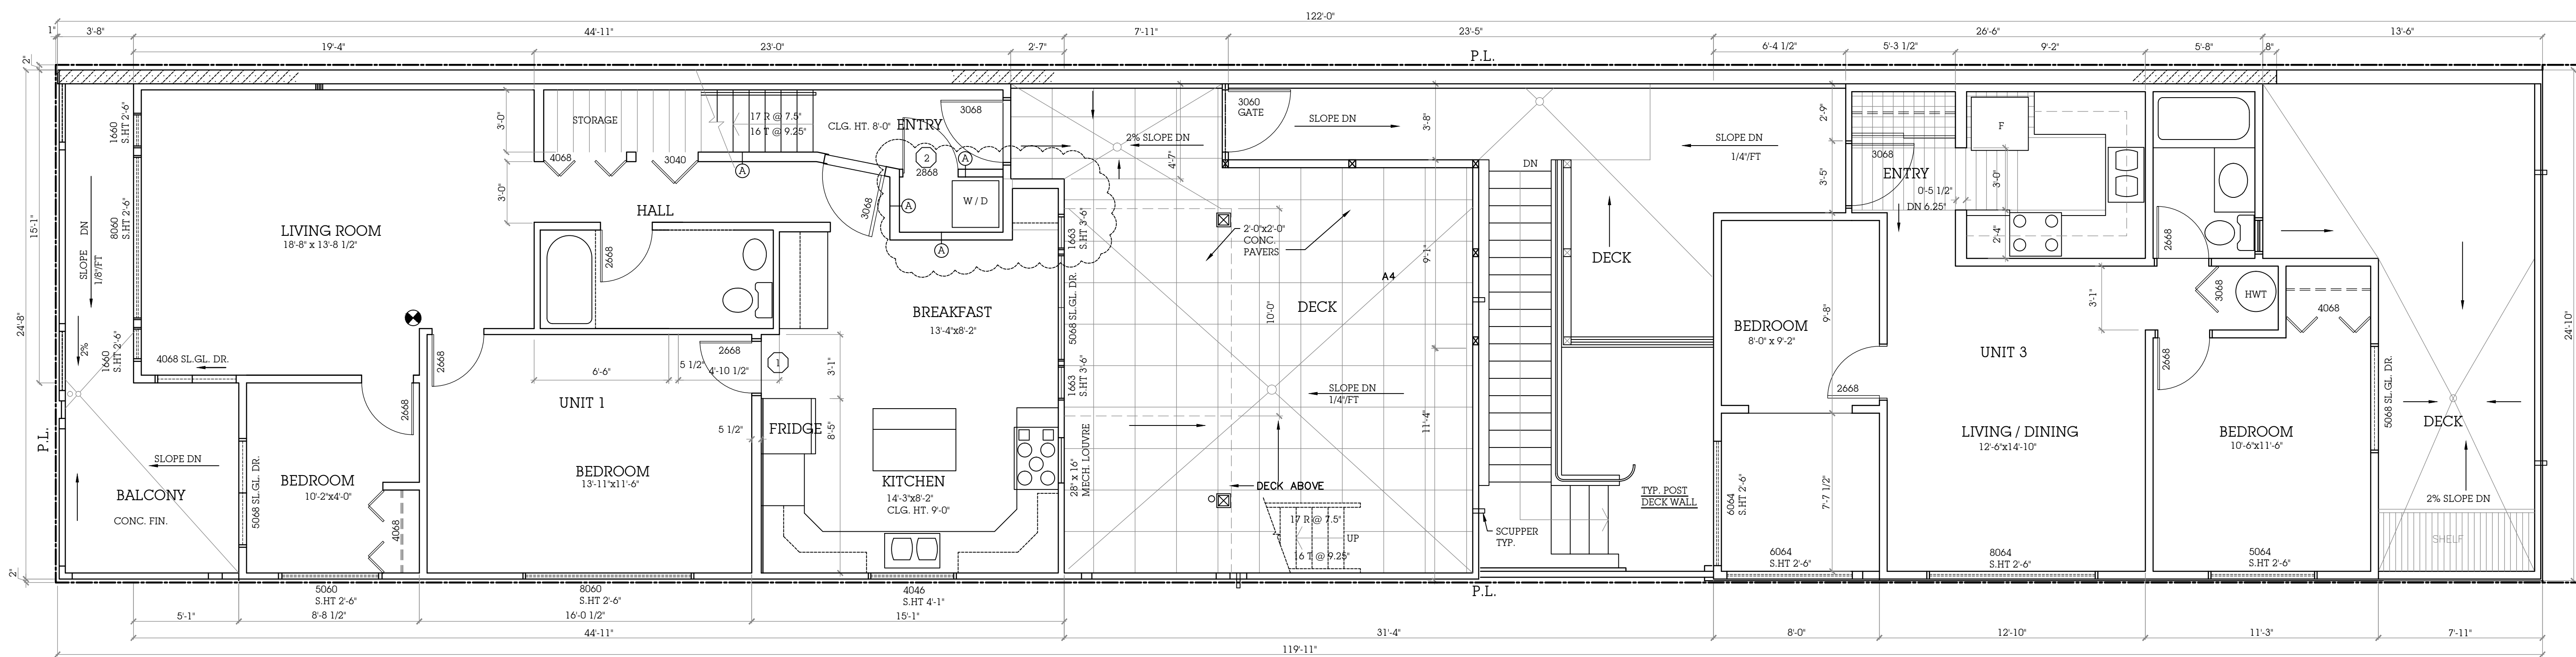 122'-0"
1"
3'-8"
44'-11"
7'-11"
23'-5"
26'-6"
13'-6"
19'-4"
23'-0"
2'-7"
P.L.
6'-4 1/2"
5'-3 1/2"
9'-2"
5'-8"
8"
2"
24'-8"
15'-1"
2"
P.L.
1660
S.HT 2'-6"
8060
S.HT 2'-6"
1660
S.HT 2'-6"
SLOPE DN
1/8"/FT
2%
LIVING ROOM
18'-8" x 13'-8 1/2"
4068 SL.GL. DR.
3'-0"
3'-0"
STORAGE
4068
3040
17 R @ 7.5"
16 T @ 9.25"
A
CLG. HT. 8'-0"
ENTRY
3068
2
2868
A
W / D
A
A
3068
HALL
2668
BREAKFAST
13'-4"x8'-2"
2668
2668
1
5 1/2"
4'-10 1/2"
6'-6"
3'-1"
UNIT 1
2668
5 1/2"
FRIDGE
8'-5"
SLOPE DN
BALCONY
CONC. FIN.
5068 SL.GL. DR.
BEDROOM
10'-2"x4'-0"
4068
BEDROOM
13'-11"x11'-6"
KITCHEN
14'-3"x8'-2"
CLG. HT. 9'-0"
1663
S.HT 3'-6"
5068 SL.GL. DR.
1663
S.HT 3'-6"
28" x 16"
MECH. LOUVRE
2% SLOPE DN
4'-7"
3060
GATE
SLOPE DN
3'-8"
2'-0"x2'-0"
CONC.
PAVERS
9'-1"
A4
10'-0"
DECK
SLOPE DN
1/4"/FT
11'-4"
DECK ABOVE
17 R @ 7.5"
UP
16 T @ 9.25"
SCUPPER
TYP.
DN
DECK
SLOPE DN
1/4"/FT
TYP. POST
DECK WALL
2'-9"
3'-5"
3068
ENTRY
0'-5 1/2"
DN 6.25"
F
3'-0"
2'-4"
2668
3'-1"
3068
HWT
4068
BEDROOM
8'-0" x 9'-2"
9'-8"
2668
UNIT 3
2668
5068 SL.GL. DR.
6064
S.HT 2'-6"
7'-7 1/2"
LIVING / DINING
12'-6"x14'-10"
BEDROOM
10'-6"x11'-6"
DECK
2% SLOPE DN
SHELF
24'-10"
6064
S.HT 2'-6"
8064
S.HT 2'-6"
5064
S.HT 2'-6"
5060
S.HT 2'-6"
8060
S.HT 2'-6"
4046
S.HT 4'-1"
P.L.
5'-1"
8'-8 1/2"
16'-0 1/2"
15'-1"
44'-11"
31'-4"
8'-0"
12'-10"
11'-3"
7'-11"
119'-11"